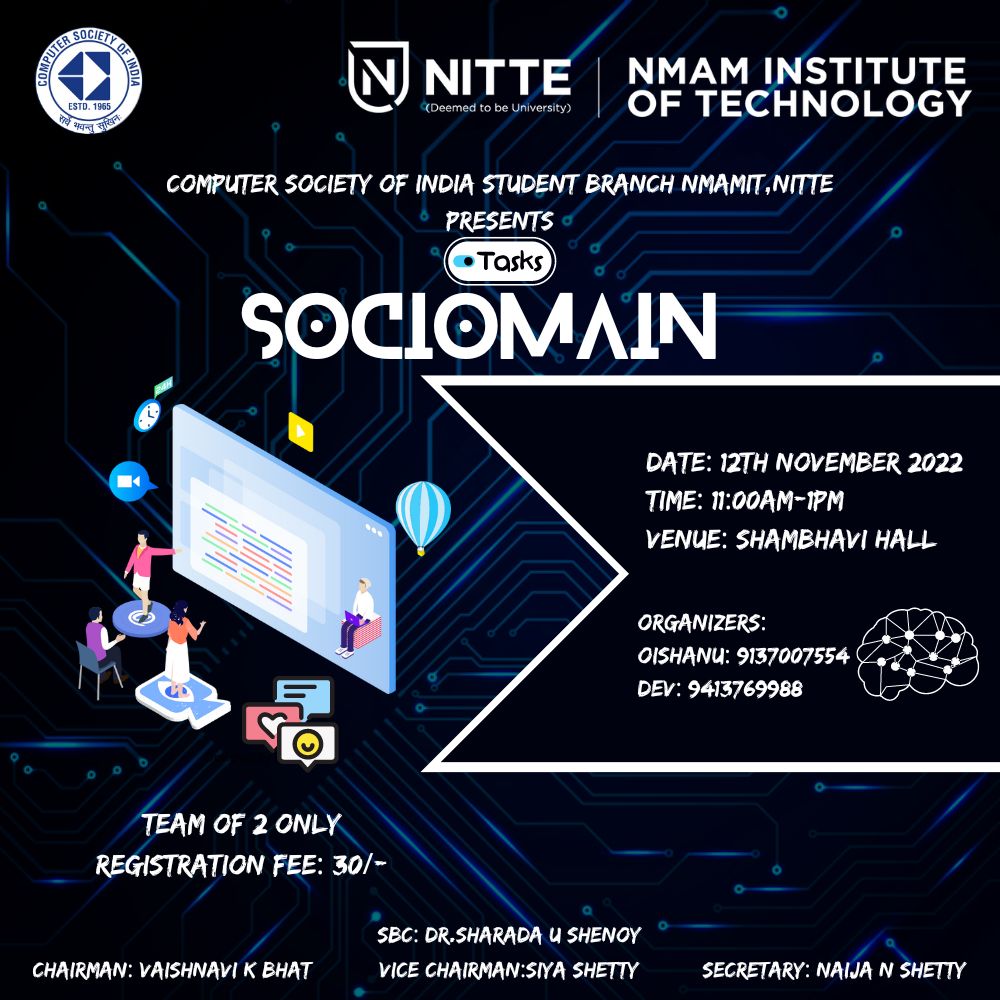 COMPUTER SOCIETY OF INDIA
ESTD. 1965
सर्वे भवन्तु सुखिनः
N NITTE
(Deemed to be University)
NMAM INSTITUTE
OF TECHNOLOGY
COMPUTER SOCIETY OF INDIA STUDENT BRANCH NMAMIT,NITTE
PRESENTS
Tasks
SOCIOMAIN
24H
DATE: 12TH NOVEMBER 2022
TIME: 11:00AM-1PM
VENUE: SHAMBHAVI HALL
ORGANIZERS:
OISHANU: 9137007554
DEV: 9413769988
TEAM OF 2 ONLY
REGISTRATION FEE: 30/-
SBC: DR.SHARADA U SHENOY
CHAIRMAN: VAISHNAVI K BHAT
VICE CHAIRMAN:SIYA SHETTY
SECRETARY: NAIJA N SHETTY